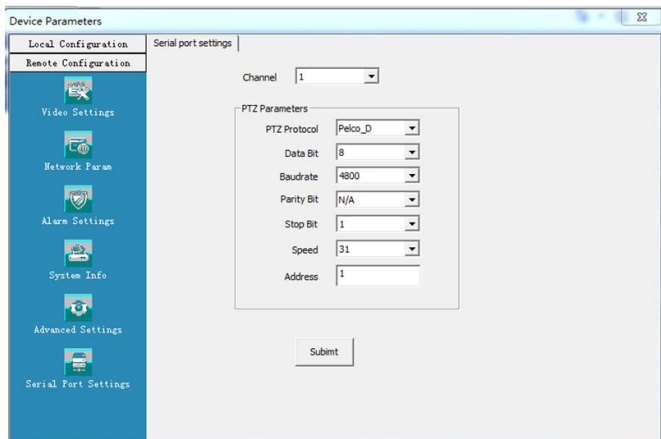 Device Parameters
Local Configuration
Remote Configuration
Video Settings
Network Param
Alarm Settings
System Info
Advanced Settings
Serial Port Settings
Serial port settings
Channel 1
PTZ Parameters
PTZ Protocol Pelco_D
Data Bit 8
Baudrate 4800
Parity Bit N/A
Stop Bit 1
Speed 31
Address 1
Subimt